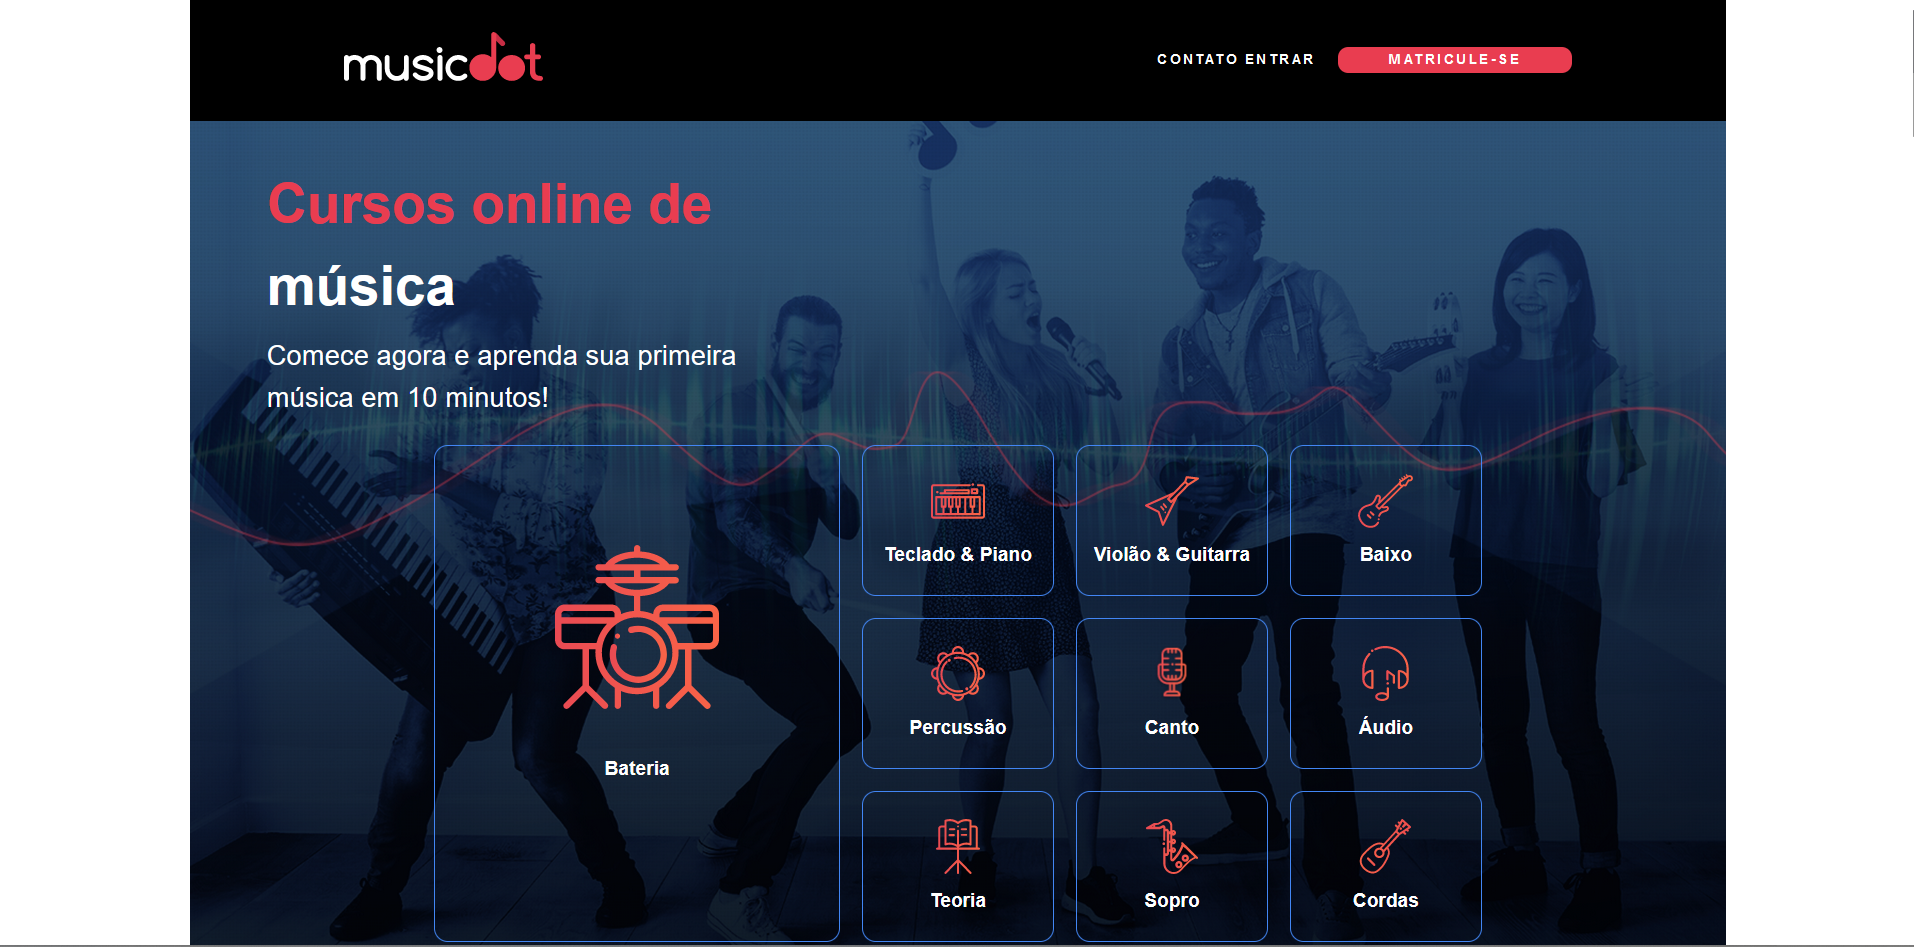 musicdot
CONTATO ENTRAR
MATRICULE-SE
Cursos online de
música
Comece agora e aprenda sua primeira
música em 10 minutos!
Teclado & Piano
Violão & Guitarra
Baixo
Percussão
Canto
Áudio
Bateria
Teoria
Sopro
Cordas